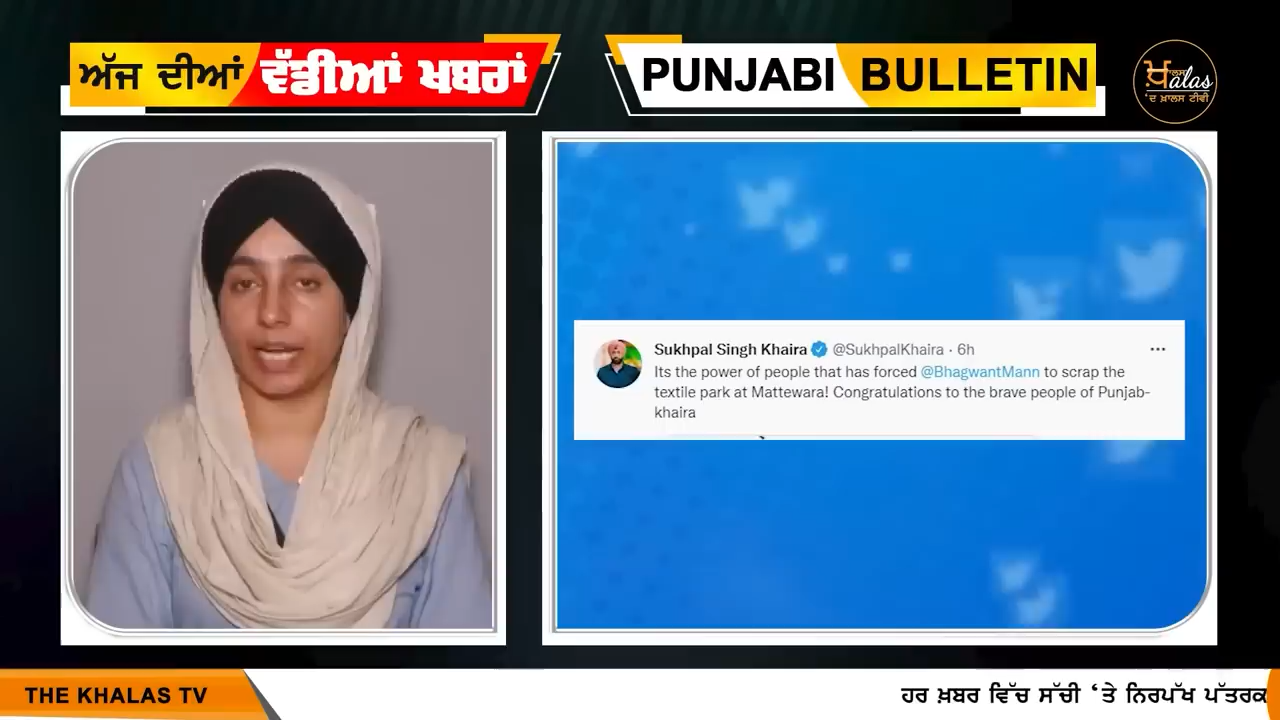 ਅੱਜ ਦੀਆਂ ਵੱਡੀਆਂ ਖਬਰਾਂ
PUNJABI BULLETIN
ਖ਼ਾਲਸ
alas
'ਦ ਖ਼ਾਲਸ ਟੀਵੀ
Sukhpal Singh Khaira @SukhpalKhaira · 6h
Its the power of people that has forced @BhagwantMann to scrap the
textile park at Mattewara! Congratulations to the brave people of Punjab-
khaira
THE KHALAS TV
ਹਰ ਖ਼ਬਰ ਵਿੱਚ ਸੱਚੀ ‘ਤੇ ਨਿਰਪੱਖ ਪੱਤਰਕ